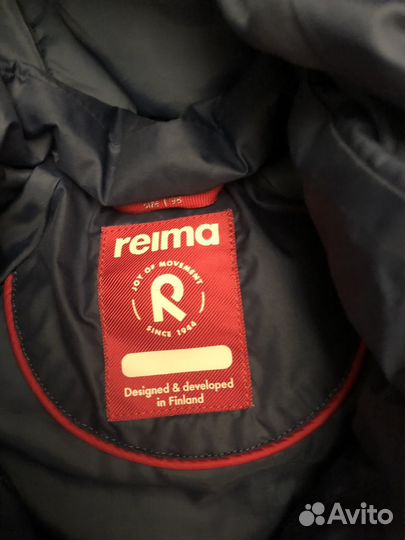 reima
JOY OF MOVEMENT
R
SINCE 1944
Designed & developed
in Finland
Avito